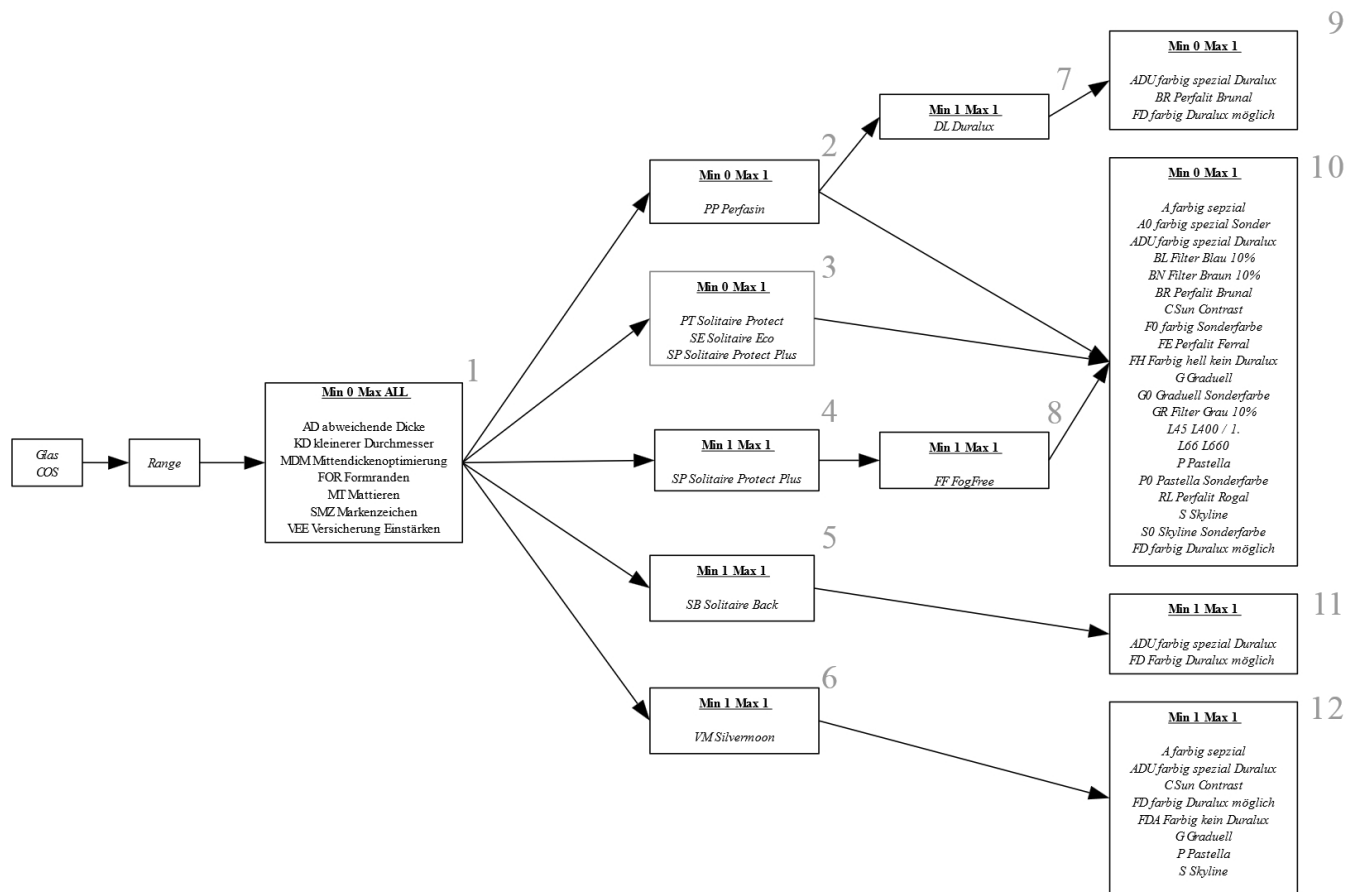 Glas
COS
Range
1
Min 0 Max ALL
AD abweichende Dicke
KD kleinerer Durchmesser
MDM Mittendickenoptimierung
FOR Formranden
MT Mattieren
SMZ Markenzeichen
VEE Versicherung Einstärken
2
Min 0 Max 1
PP Perfasin
3
Min 0 Max 1
PT Solitaire Protect
SE Solitaire Eco
SP Solitaire Protect Plus
4
Min 1 Max 1
SP Solitaire Protect Plus
5
Min 1 Max 1
SB Solitaire Back
6
Min 1 Max 1
VM Silvermoon
7
Min 1 Max 1
DL Duralux
8
Min 1 Max 1
FF FogFree
9
Min 0 Max 1
ADU farbig spezial Duralux
BR Perfalit Brunal
FD farbig Duralux möglich
10
Min 0 Max 1
A farbig sepzial
A0 farbig spezial Sonder
ADU farbig spezial Duralux
BL Filter Blau 10%
BN Filter Braun 10%
BR Perfalit Brunal
C Sun Contrast
F0 farbig Sonderfarbe
FE Perfalit Ferral
FH Farbig hell kein Duralux
G Graduell
G0 Graduell Sonderfarbe
GR Filter Grau 10%
L45 L400 / 1.
L66 L660
P Pastella
P0 Pastella Sonderfarbe
RL Perfalit Rogal
S Skyline
S0 Skyline Sonderfarbe
FD farbig Duralux möglich
11
Min 1 Max 1
ADU farbig spezial Duralux
FD Farbig Duralux möglich
12
Min 1 Max 1
A farbig sepzial
ADU farbig spezial Duralux
C Sun Contrast
FD farbig Duralux möglich
FDA Farbig kein Duralux
G Graduell
P Pastella
S Skyline